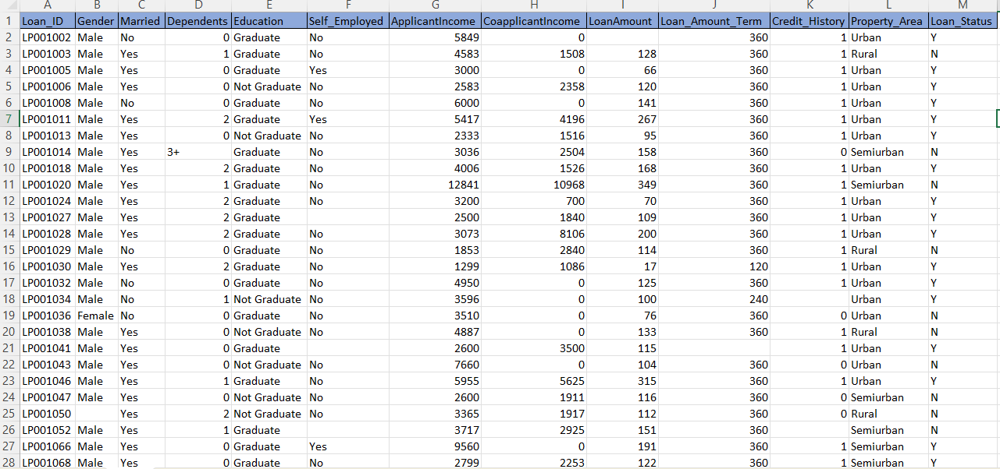 A B C D E F G H I J K L M
1 Loan_ID Gender Married Dependents Education Self_Employed ApplicantIncome CoapplicantIncome LoanAmount Loan_Amount_Term Credit_History Property_Area Loan_Status
2 LP001002 Male No 0 Graduate No 5849 0 360 1 Urban Y
3 LP001003 Male Yes 1 Graduate No 4583 1508 128 360 1 Rural N
4 LP001005 Male Yes 0 Graduate Yes 3000 0 66 360 1 Urban Y
5 LP001006 Male Yes 0 Not Graduate No 2583 2358 120 360 1 Urban Y
6 LP001008 Male No 0 Graduate No 6000 0 141 360 1 Urban Y
7 LP001011 Male Yes 2 Graduate Yes 5417 4196 267 360 1 Urban Y
8 LP001013 Male Yes 0 Not Graduate No 2333 1516 95 360 1 Urban Y
9 LP001014 Male Yes 3+ Graduate No 3036 2504 158 360 0 Semiurban N
10 LP001018 Male Yes 2 Graduate No 4006 1526 168 360 1 Urban Y
11 LP001020 Male Yes 1 Graduate No 12841 10968 349 360 1 Semiurban N
12 LP001024 Male Yes 2 Graduate No 3200 700 70 360 1 Urban Y
13 LP001027 Male Yes 2 Graduate 2500 1840 109 360 1 Urban Y
14 LP001028 Male Yes 2 Graduate No 3073 8106 200 360 1 Urban Y
15 LP001029 Male No 0 Graduate No 1853 2840 114 360 1 Rural N
16 LP001030 Male Yes 2 Graduate No 1299 1086 17 120 1 Urban Y
17 LP001032 Male No 0 Graduate No 4950 0 125 360 1 Urban Y
18 LP001034 Male No 1 Not Graduate No 3596 0 100 240 Urban Y
19 LP001036 Female No 0 Graduate No 3510 0 76 360 0 Urban N
20 LP001038 Male Yes 0 Not Graduate No 4887 0 133 360 1 Rural N
21 LP001041 Male Yes 0 Graduate 2600 3500 115 1 Urban Y
22 LP001043 Male Yes 0 Not Graduate No 7660 0 104 360 0 Urban N
23 LP001046 Male Yes 1 Graduate No 5955 5625 315 360 1 Urban Y
24 LP001047 Male Yes 0 Not Graduate No 2600 1911 116 360 0 Semiurban N
25 LP001050 Yes 2 Not Graduate No 3365 1917 112 360 0 Rural N
26 LP001052 Male Yes 1 Graduate 3717 2925 151 360 Semiurban N
27 LP001066 Male Yes 0 Graduate Yes 9560 0 191 360 1 Semiurban Y
28 LP001068 Male Yes 0 Graduate No 2799 2253 122 360 1 Semiurban Y